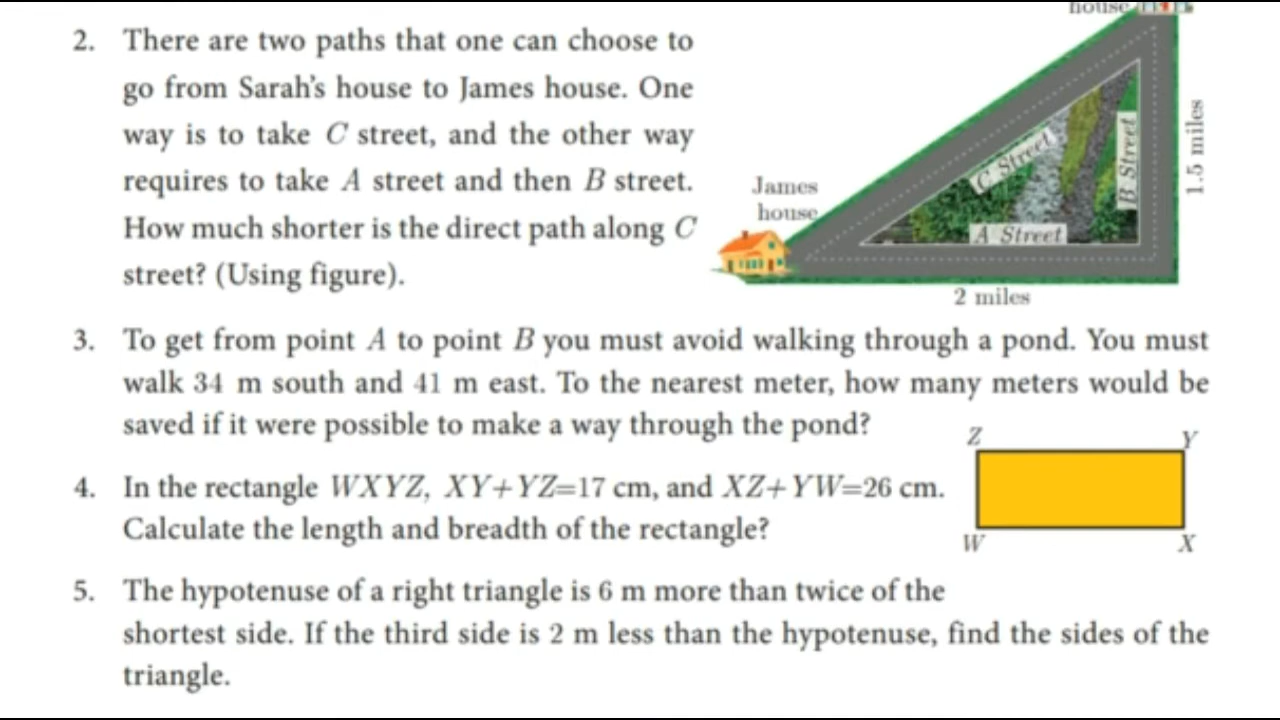 house
2. There are two paths that one can choose to
go from Sarah's house to James house. One
way is to take C street, and the other way
requires to take A street and then B street.
How much shorter is the direct path along C
street? (Using figure).
James
house
C Street
B Street
A Street
1.5 miles
2 miles
3. To get from point A to point B you must avoid walking through a pond. You must
walk 34 m south and 41 m east. To the nearest meter, how many meters would be
saved if it were possible to make a way through the pond?
4. In the rectangle WXYZ, XY+YZ=17 cm, and XZ+YW=26 cm.
Calculate the length and breadth of the rectangle?
Z
Y
W
X
5. The hypotenuse of a right triangle is 6 m more than twice of the
shortest side. If the third side is 2 m less than the hypotenuse, find the sides of the
triangle.